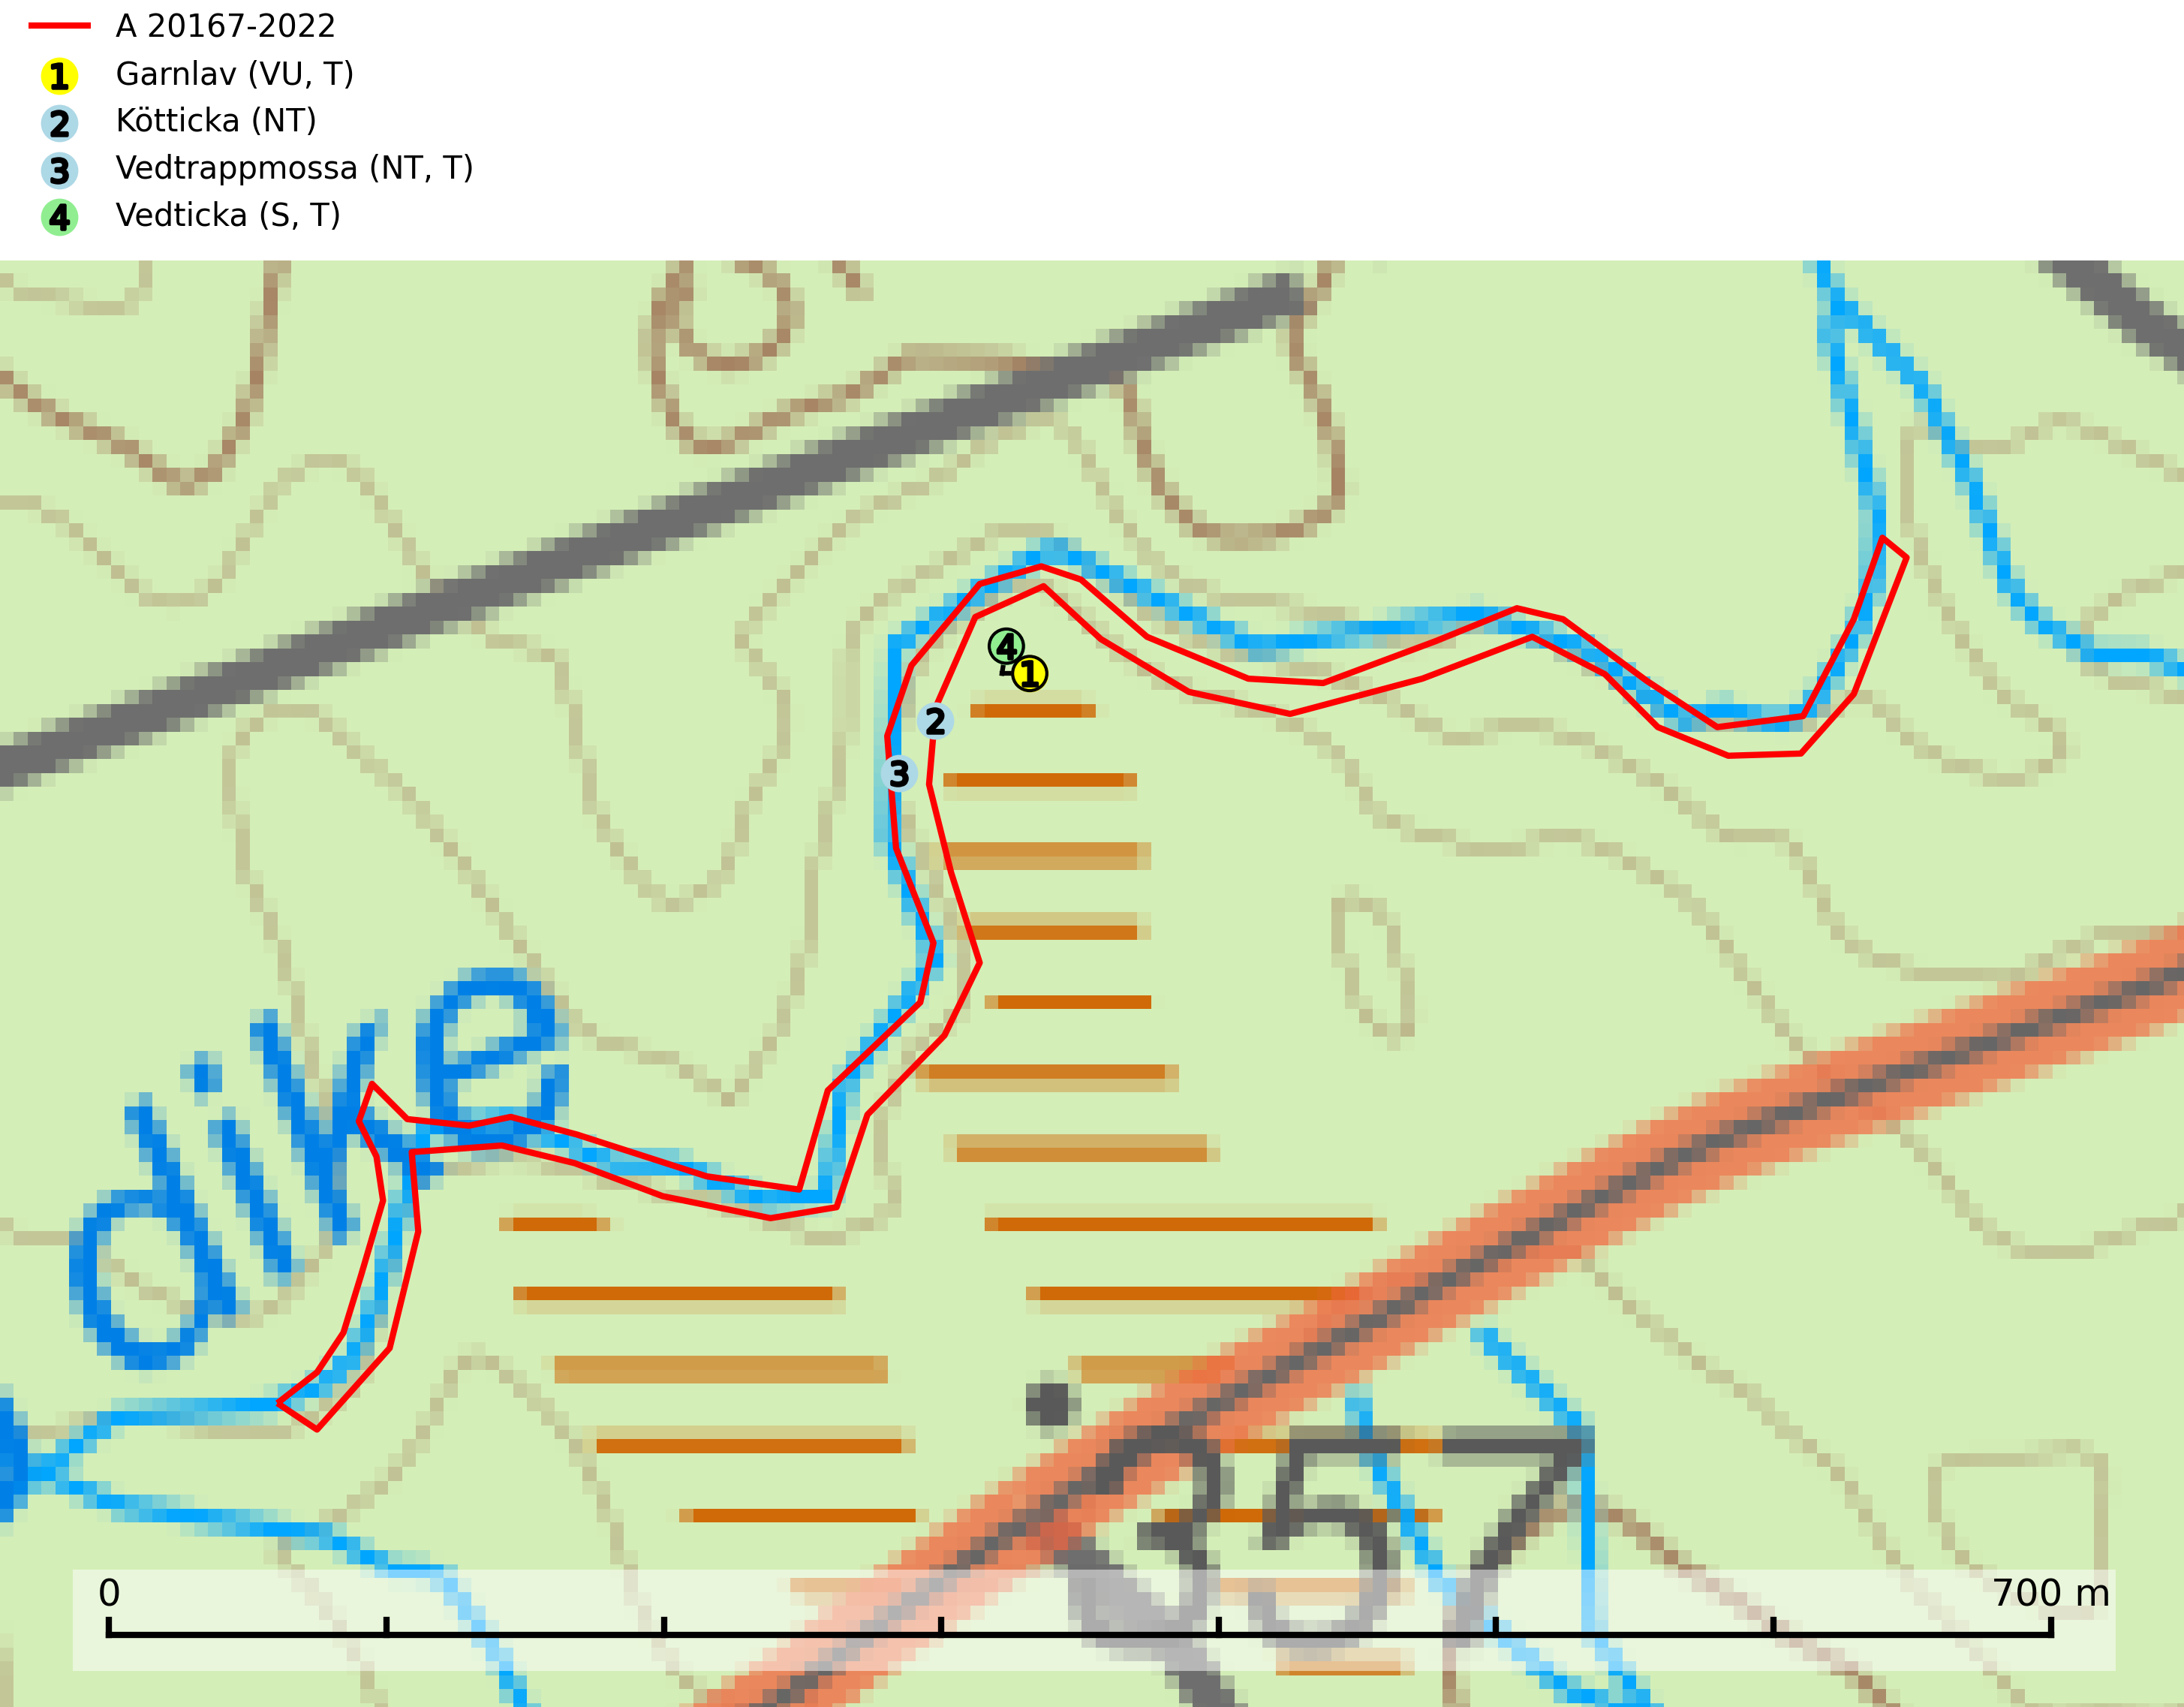 A 20167-2022
1 Garnlav (VU, T)
2 Kötticka (NT)
3 Vedtrappmossa (NT, T)
4 Vedticka (S, T)
4
1
2
3
dike
357
0 700 m